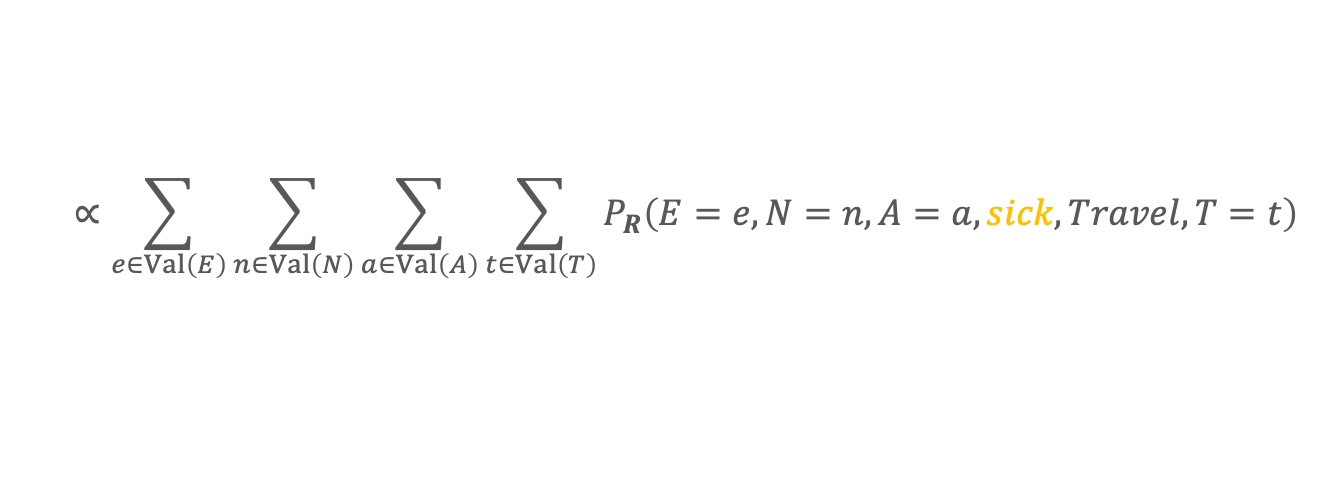 ∝ ∑ ∑ ∑ ∑ P_R(E = e, N = n, A = a, sick, Travel, T = t)
e∈Val(E) n∈Val(N) a∈Val(A) t∈Val(T)